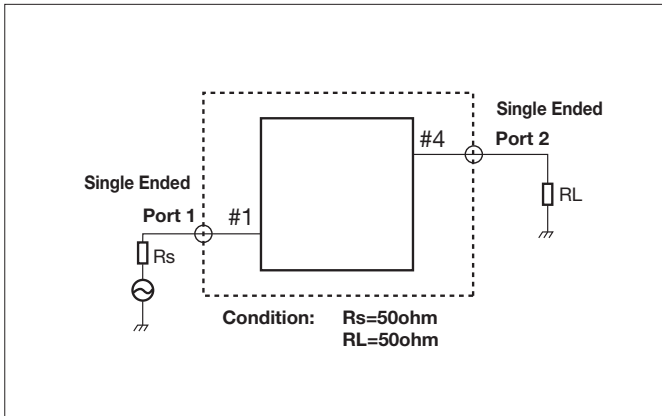 Single Ended
#4
Port 2
Single Ended
Port 1
#1
RL
Rs
Condition: Rs=50ohm
RL=50ohm